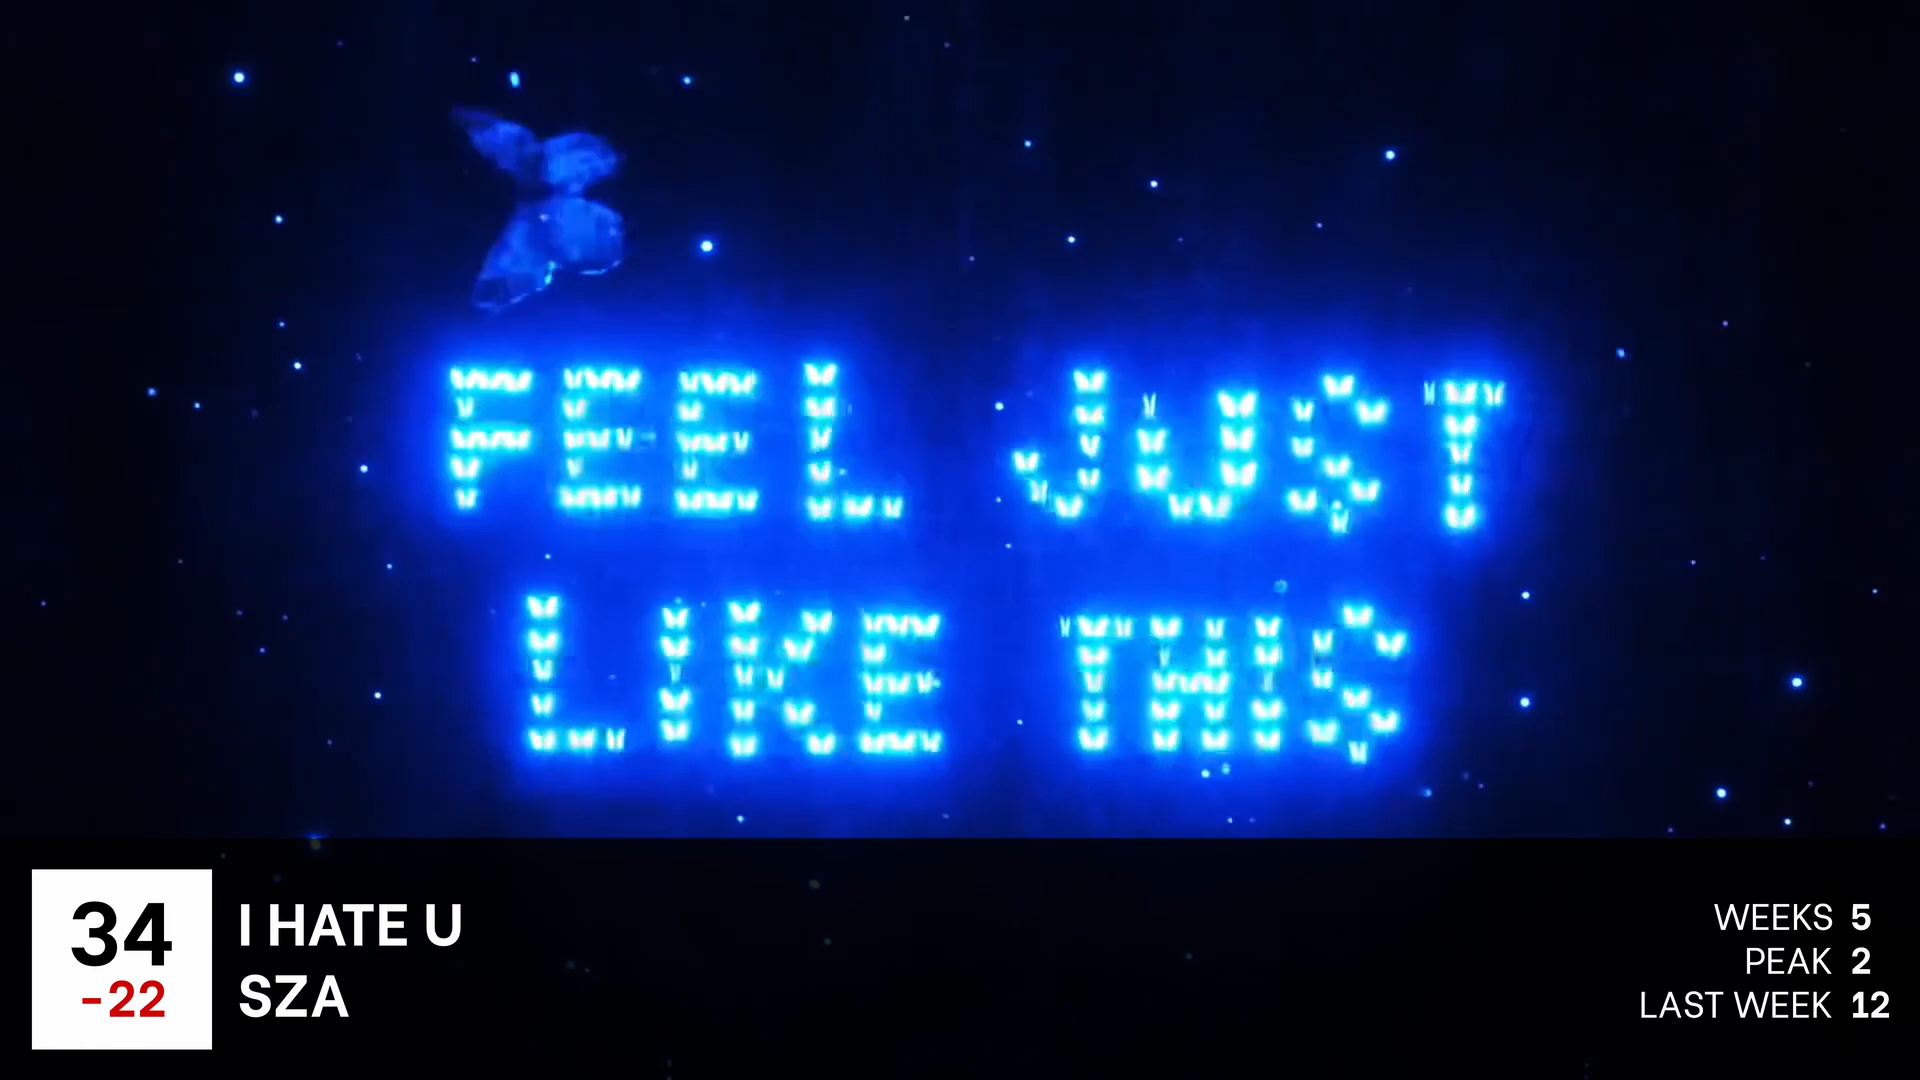 FEEL JUST
LIKE THIS
34
-22
I HATE U
SZA
WEEKS 5
PEAK 2
LAST WEEK 12